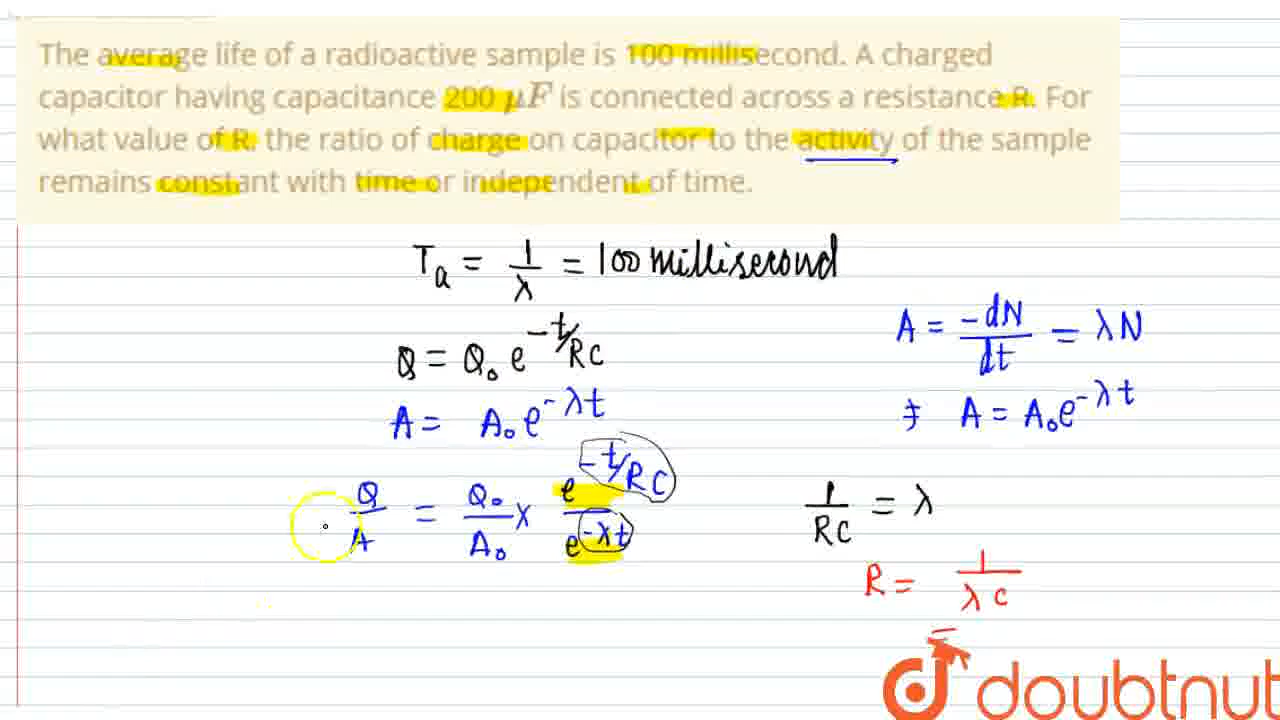 The average life of a radioactive sample is 100 millisecond. A charged
capacitor having capacitance 200 μF is connected across a resistance R. For
what value of R. the ratio of charge on capacitor to the activity of the sample
remains constant with time or independent of time.
Ta = 1/λ = 100 millisecond
Q = Q₀ e^(-t/RC)
A = A₀ e^(-λt)
Q/A = Q₀/A₀ × e^(-t/RC)/e^(-λt)
A = -dN/dt = λN
⇒ A = A₀e^(-λt)
1/RC = λ
R = 1/λC
=
doubtnut